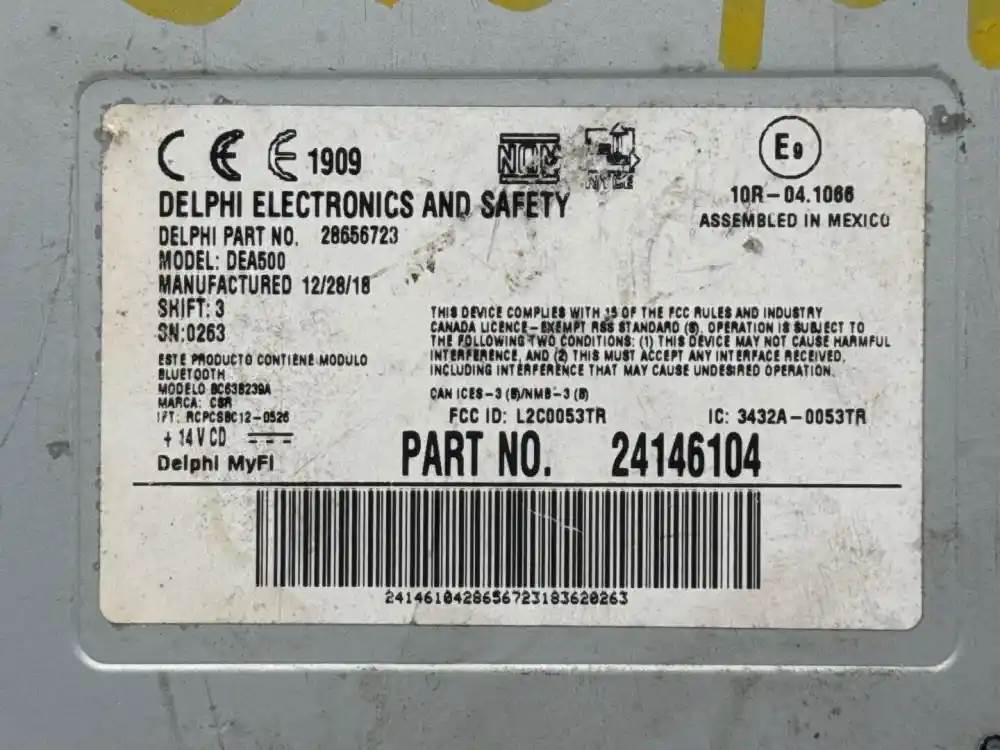 CE 1909
NOM
NYCE
E9
10R-04.1066
ASSEMBLED IN MEXICO
DELPHI ELECTRONICS AND SAFETY
DELPHI PART NO. 28656723
MODEL: DEA500
MANUFACTURED 12/28/18
SHIFT: 3
SN:0263
ESTE PRODUCTO CONTIENE MODULO
BLUETOOTH
MODELO BC63B239A
MARCA: CSR
IFT: RCPCSBC12-0526
+ 14V CD
Delphi MyFi
THIS DEVICE COMPLIES WITH 15 OF THE FCC RULES AND INDUSTRY
CANADA LICENCE-EXEMPT RSS STANDARD (S). OPERATION IS SUBJECT TO
THE FOLLOWING TWO CONDITIONS: (1) THIS DEVICE MAY NOT CAUSE HARMFUL
INTERFERENCE, AND (2) THIS MUST ACCEPT ANY INTERFACE RECEIVED,
INCLUDING INTERFERENCE THAT MAY CAUSE UNDESIRED OPERATION.
CAN ICES-3 (B)/NMB-3 (B)
FCC ID: L2C0053TR IC: 3432A-0053TR
PART NO. 24146104
2414610428656723183620263